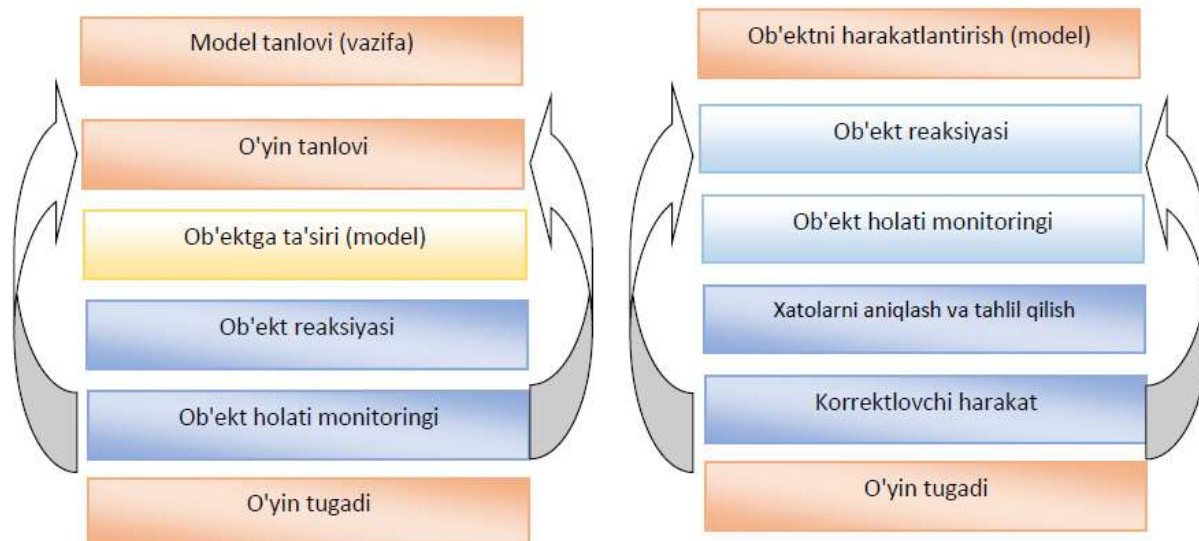 Model tanlovi (vazifa)
O'yin tanlovi
Ob'ektga ta'siri (model)
Ob'ekt reaksiyasi
Ob'ekt holati monitoringi
O'yin tugadi
Ob'ektni harakatlantirish (model)
Ob'ekt reaksiyasi
Ob'ekt holati monitoringi
Xatolarni aniqlash va tahlil qilish
Korrektlovchi harakat
O'yin tugadi